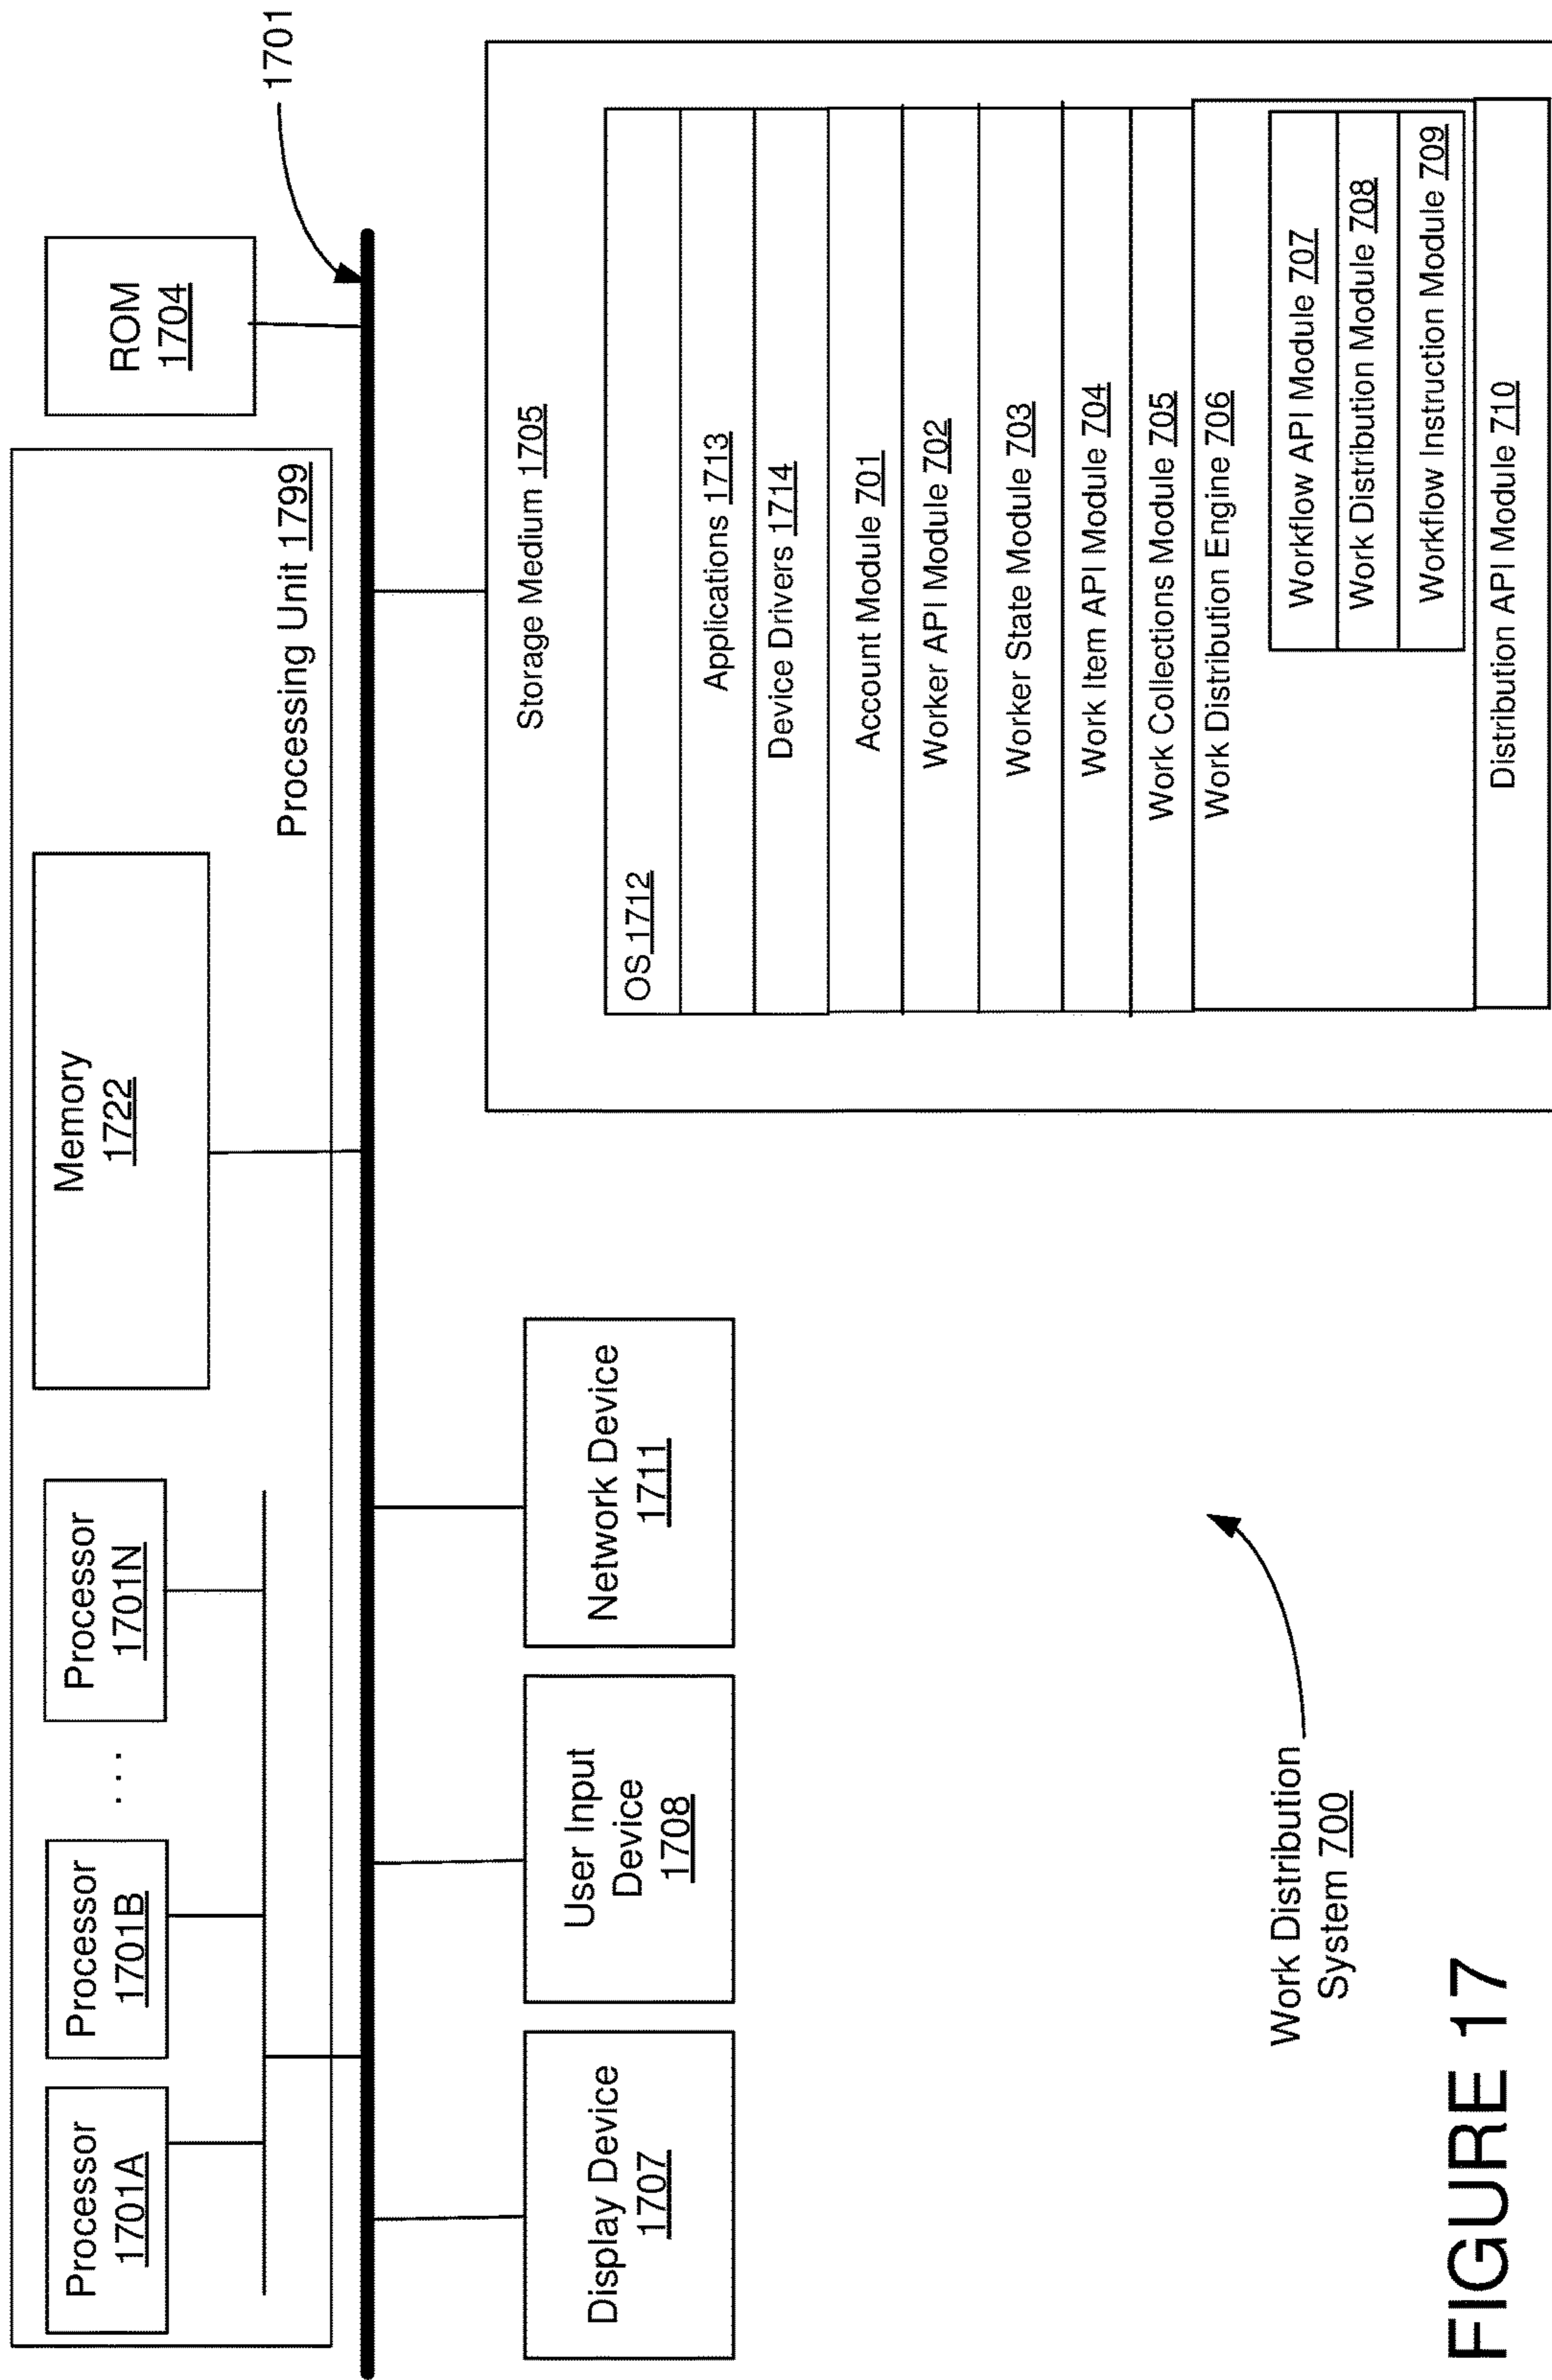 Processor
1701A
Processor
1701B
. . .
Processor
1701N
Memory
1722
Processing Unit 1799
ROM
1704
1701
Display Device
1707
User Input
Device
1708
Network Device
1711
Storage Medium 1705
OS 1712
Applications 1713
Device Drivers 1714
Account Module 701
Worker API Module 702
Worker State Module 703
Work Item API Module 704
Work Collections Module 705
Work Distribution Engine 706
Workflow API Module 707
Work Distribution Module 708
Workflow Instruction Module 709
Distribution API Module 710
Work Distribution
System 700
FIGURE 17